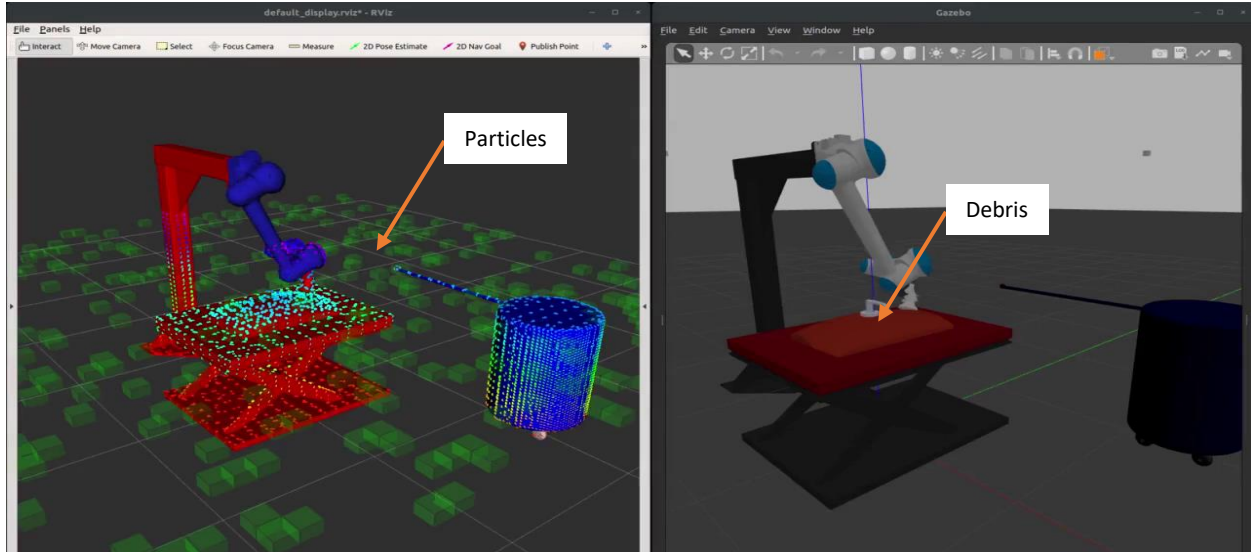 default_display.rviz* - RViz
File Panels Help
Interact Move Camera Select Focus Camera Measure 2D Pose Estimate 2D Nav Goal Publish Point
Particles
Gazebo
File Edit Camera View Window Help
Debris